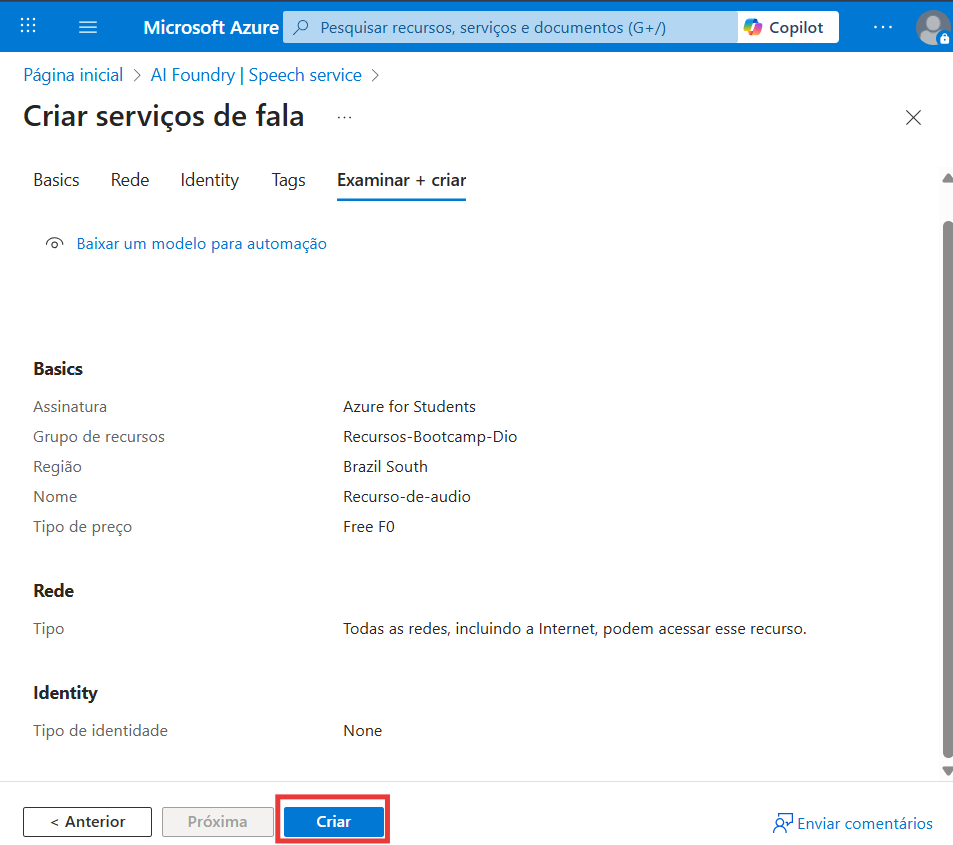 Microsoft Azure
Pesquisar recursos, serviços e documentos (G+/)
Copilot
Página inicial > AI Foundry | Speech service >
Criar serviços de fala ...
Basics Rede Identity Tags Examinar + criar
Baixar um modelo para automação
Basics
Assinatura Azure for Students
Grupo de recursos Recursos-Bootcamp-Dio
Região Brazil South
Nome Recurso-de-audio
Tipo de preço Free F0
Rede
Tipo Todas as redes, incluindo a Internet, podem acessar esse recurso.
Identity
Tipo de identidade None
< Anterior Próxima Criar Enviar comentários